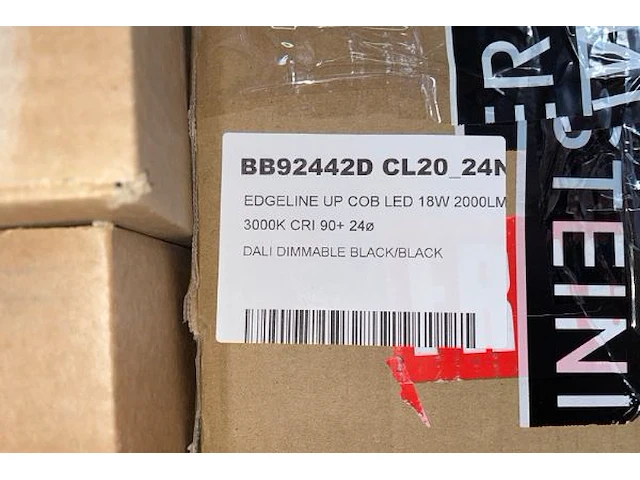 BB92442D CL20_24N
EDGELINE UP COB LED 18W 2000LM
3000K CRI 90+ 24ø
DALI DIMMABLE BLACK/BLACK